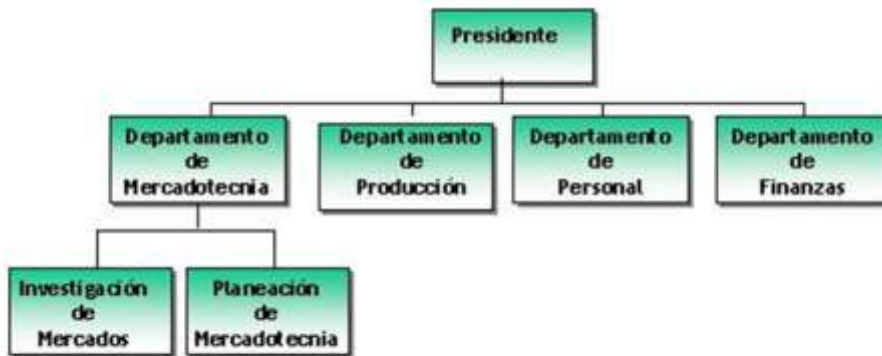 Presidente
Departamento
de
Mercadotecnia
Departamento
de
Producción
Departamento
de
Personal
Departamento
de
Finanzas
Investigación
de
Mercados
Planeación
de
Mercadotecnia